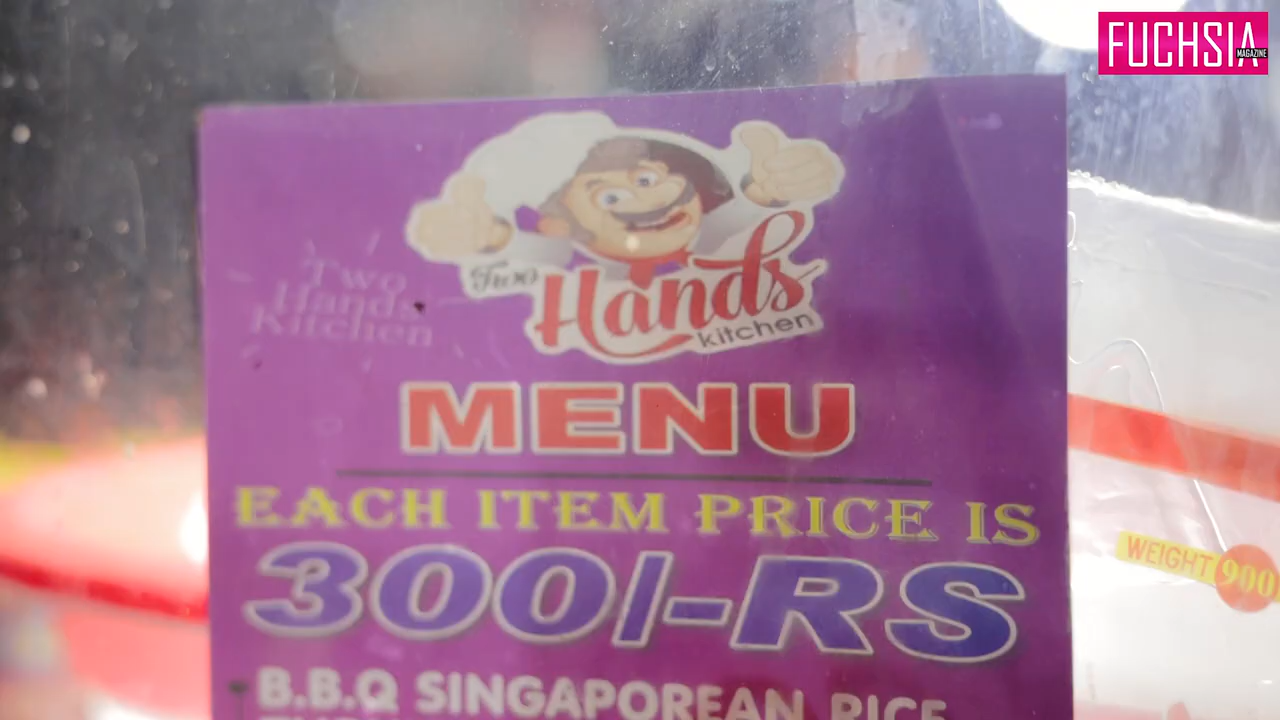 FUCHSIA
MAGAZINE
Two
Hands
kitchen
Two
Hands
Kitchen
MENU
EACH ITEM PRICE IS
300/-RS
B.B.Q SINGAPOREAN RICE
WEIGHT 900